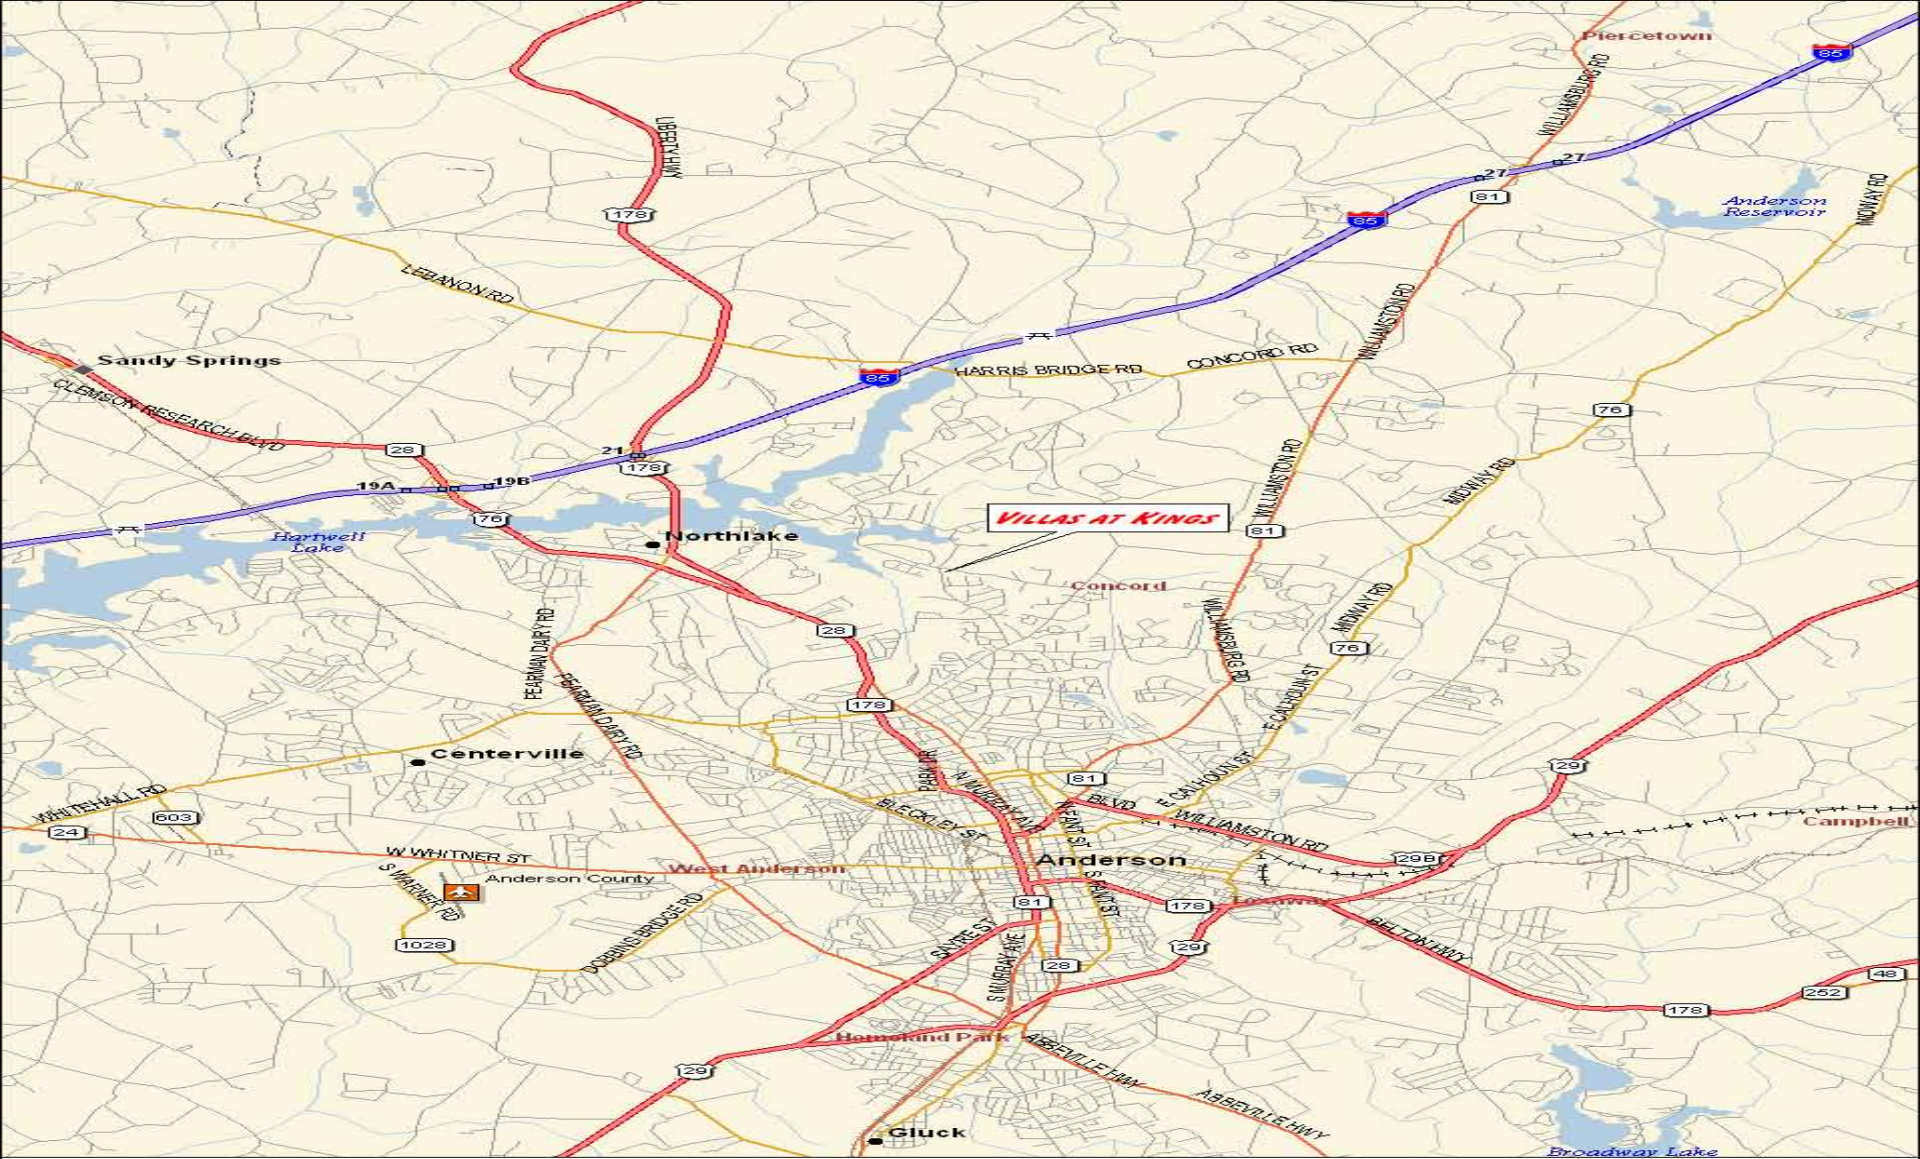 Piercetown
85
WILLIAMSBURG RD
LIBERTY HWY
27
27
81
MIDWAY RD
Anderson
Reservoir
178
85
LEBANON RD
WILLIAMSTON RD
Sandy Springs
HARRIS BRIDGE RD
CONCORD RD
85
CLEMSON RESEARCH BLVD
76
28
21
178
WILLIAMSTON RD
MIDWAY RD
19A
19B
76
VILLAS AT KINGS
81
Hartwell
Lake
Northlake
Concord
MIDWAY RD
PEARMAN DAIRY RD
28
WILLIAMSBURG RD
76
PEARMAN DAIRY RD
178
E CALHOUN ST
Centerville
PARK DR
81
E CALHOUN ST
29
WHITEHALL RD
603
24
N MURRAY AVE
BLECKLEY ST
N FANT ST
BLVD
WILLIAMSTON RD
Campbell
W WHITNER ST
West Anderson
Anderson
29B
S WARNER RD
Anderson County
81
S FANT ST
178
1028
DOBBINS BRIDGE RD
SAYRE ST
S MURRAY AVE
28
29
BELTON HWY
48
252
178
Homeland Park
ABBEVILLE HWY
29
ABBEVILLE HWY
Gluck
Broadway Lake